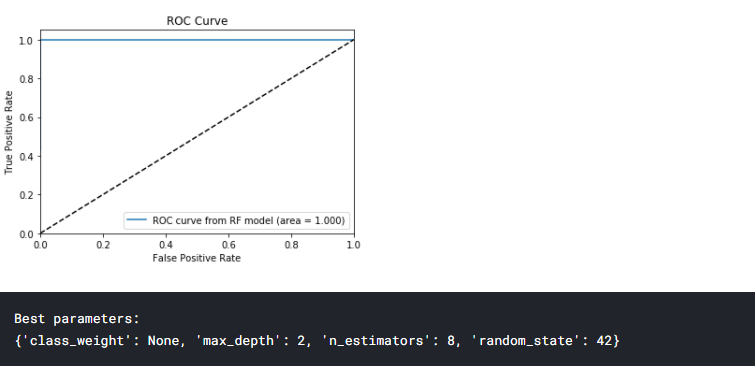 ROC Curve
1.0
0.8
0.6
0.4
0.2
0.0
True Positive Rate
ROC curve from RF model (area = 1.000)
0.0 0.2 0.4 0.6 0.8 1.0
False Positive Rate
Best parameters:
{'class_weight': None, 'max_depth': 2, 'n_estimators': 8, 'random_state': 42}